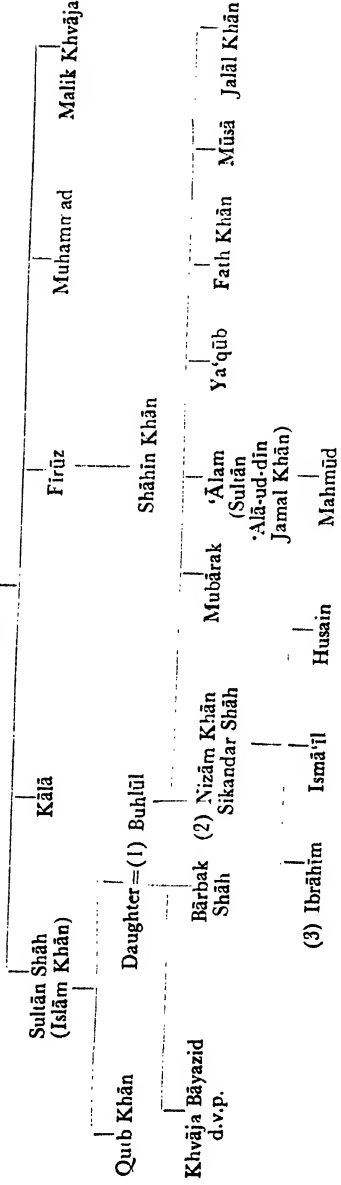 Sultān Shāh
(Islām Khān)
Kālā
Fīrūz
Muhammad
Malik Khvāja
Shāhin Khān
Qutb Khān
Daughter = (1) Buhlūl
Khvāja Bāyazid
d.v.p.
Bārbak
Shāh
(2) Nizām Khān
Sikandar Shāh
Mubārak
‘Ālam
(Sultān
‘Alā-ud-dīn
Jamal Khān)
Ya‘qūb
Fath Khān
Mūsā
Jalāl Khān
(3) Ibrāhīm
Ismā‘īl
Husain
Mahmūd